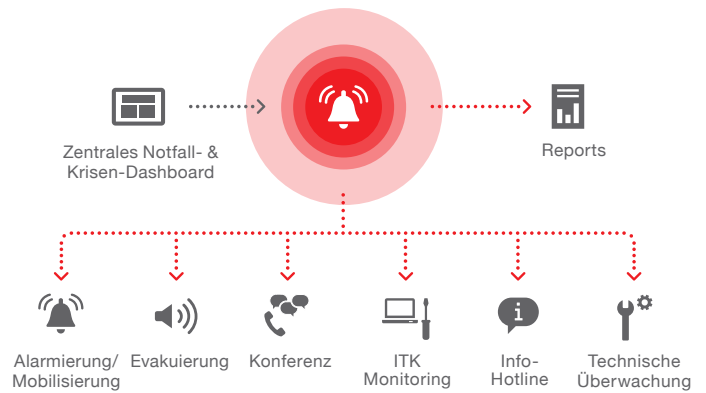 Zentrales Notfall- &
Krisen-Dashboard
Reports
Alarmierung/
Mobilisierung
Evakuierung
Konferenz
ITK
Monitoring
Info-
Hotline
Technische
Überwachung